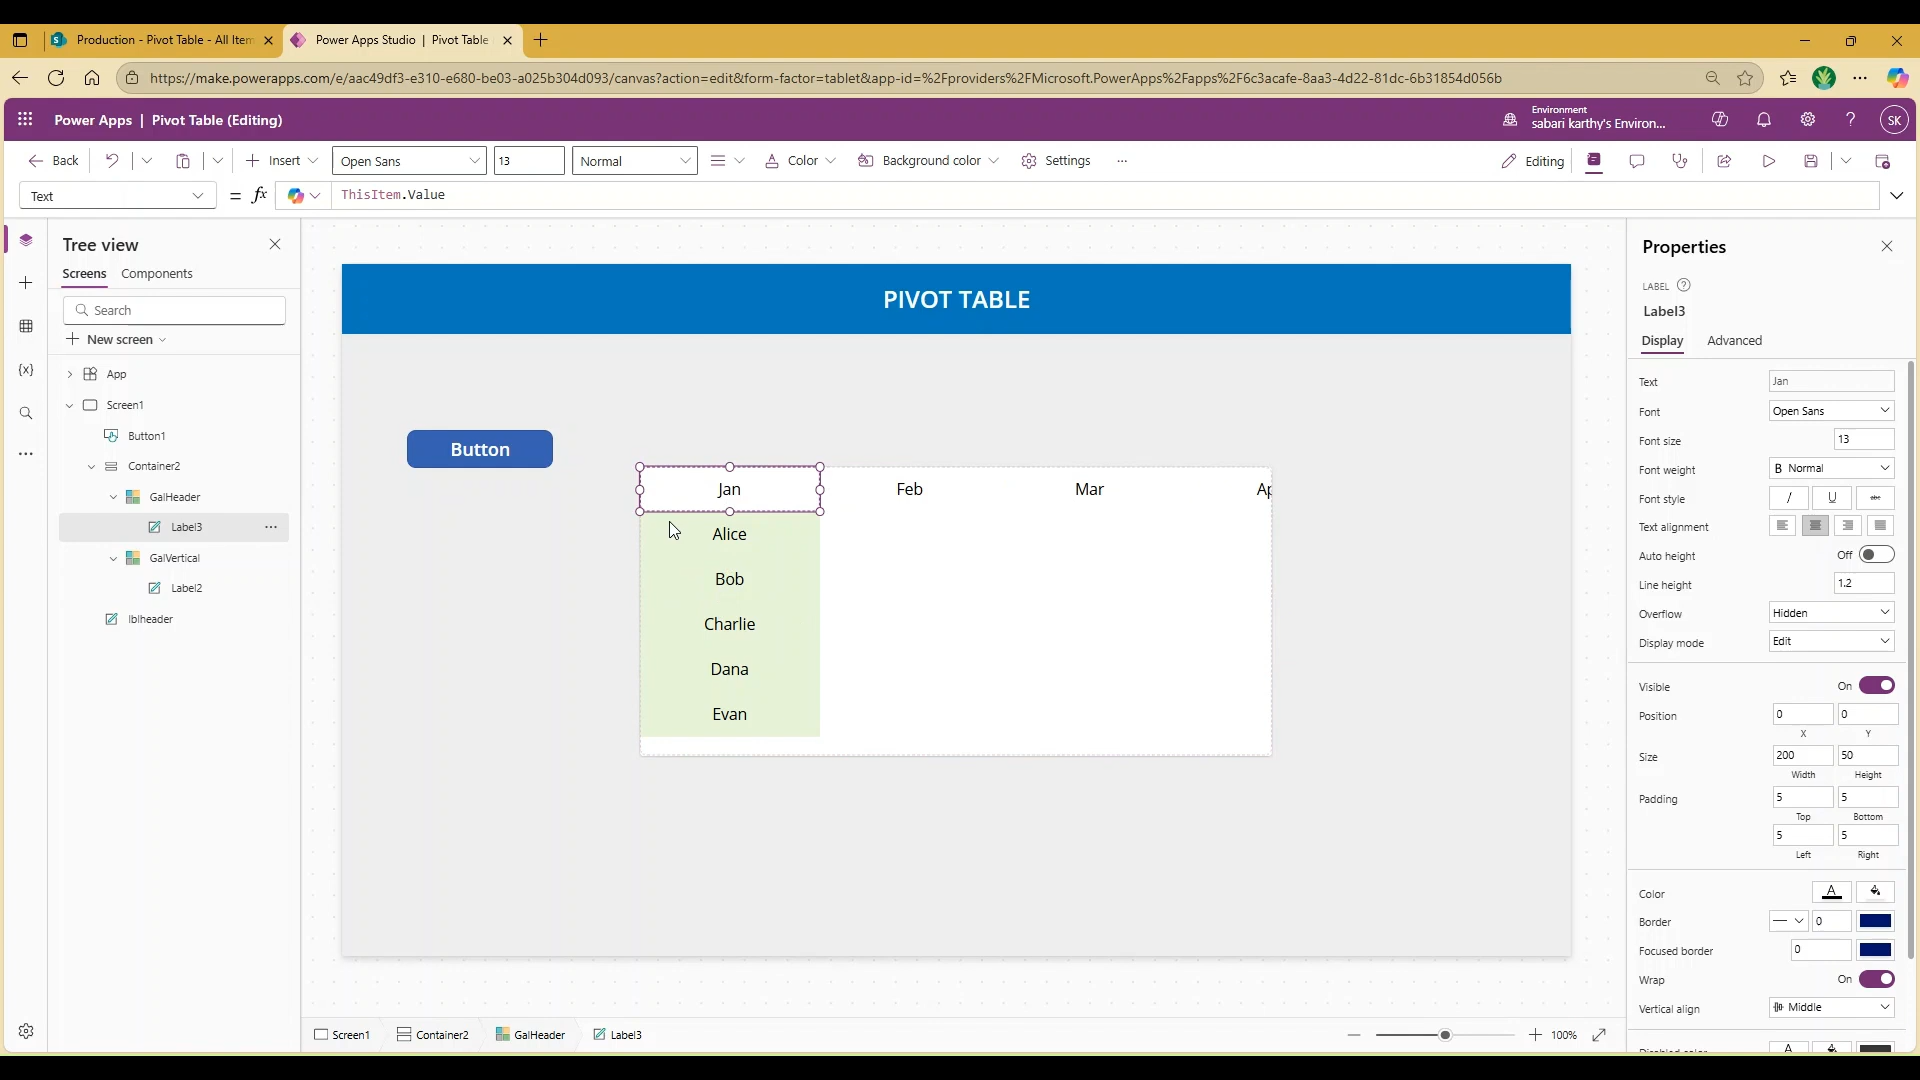 Production - Pivot Table - All Item
Power Apps Studio | Pivot Table
https://make.powerapps.com/e/aac49df3-e310-e680-be03-a025b304d093/canvas?action=edit&form-factor=tablet&app-id=%2Fproviders%2FMicrosoft.PowerApps%2Fapps%2F6c3acafe-8aa3-4d22-81dc-6b31854d056b
Power Apps | Pivot Table (Editing)
Environment
sabari karthy's Environ...
SK
Back
Insert
Open Sans
13
Normal
Color
Background color
Settings
Editing
Text
= fx
ThisItem.Value
Tree view
Screens Components
Search
New screen
App
Screen1
Button1
Container2
GalHeader
Label3
GalVertical
Label2
lblheader
PIVOT TABLE
Button
Jan Feb Mar Ap
Alice
Bob
Charlie
Dana
Evan
Screen1 Container2 GalHeader Label3
100%
Properties
LABEL
Label3
Display Advanced
Text Jan
Font Open Sans
Font size 13
Font weight B Normal
Font style / U abc
Text alignment
Auto height Off
Line height 1.2
Overflow Hidden
Display mode Edit
Visible On
Position 0 0
X Y
Size 200 50
Width Height
Padding 5 5
Top Bottom
5 5
Left Right
Color A
Border 0
Focused border 0
Wrap On
Vertical align Middle
Disabled color A